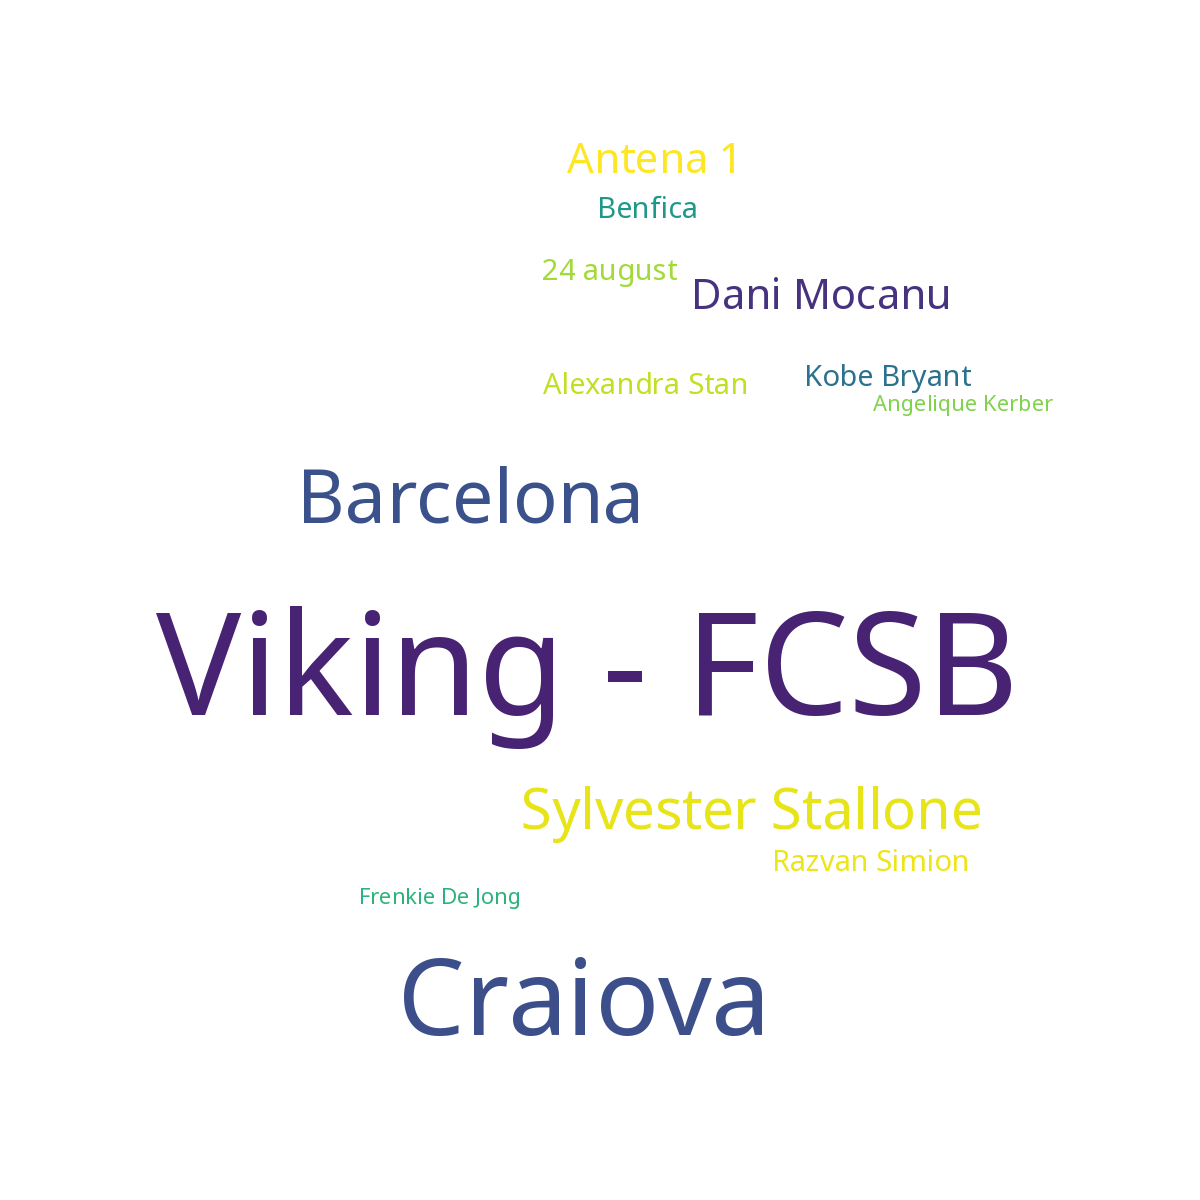 Antena 1
Benfica
24 august
Dani Mocanu
Kobe Bryant
Alexandra Stan
Angelique Kerber
Barcelona
Viking - FCSB
Sylvester Stallone
Razvan Simion
Frenkie De Jong
Craiova